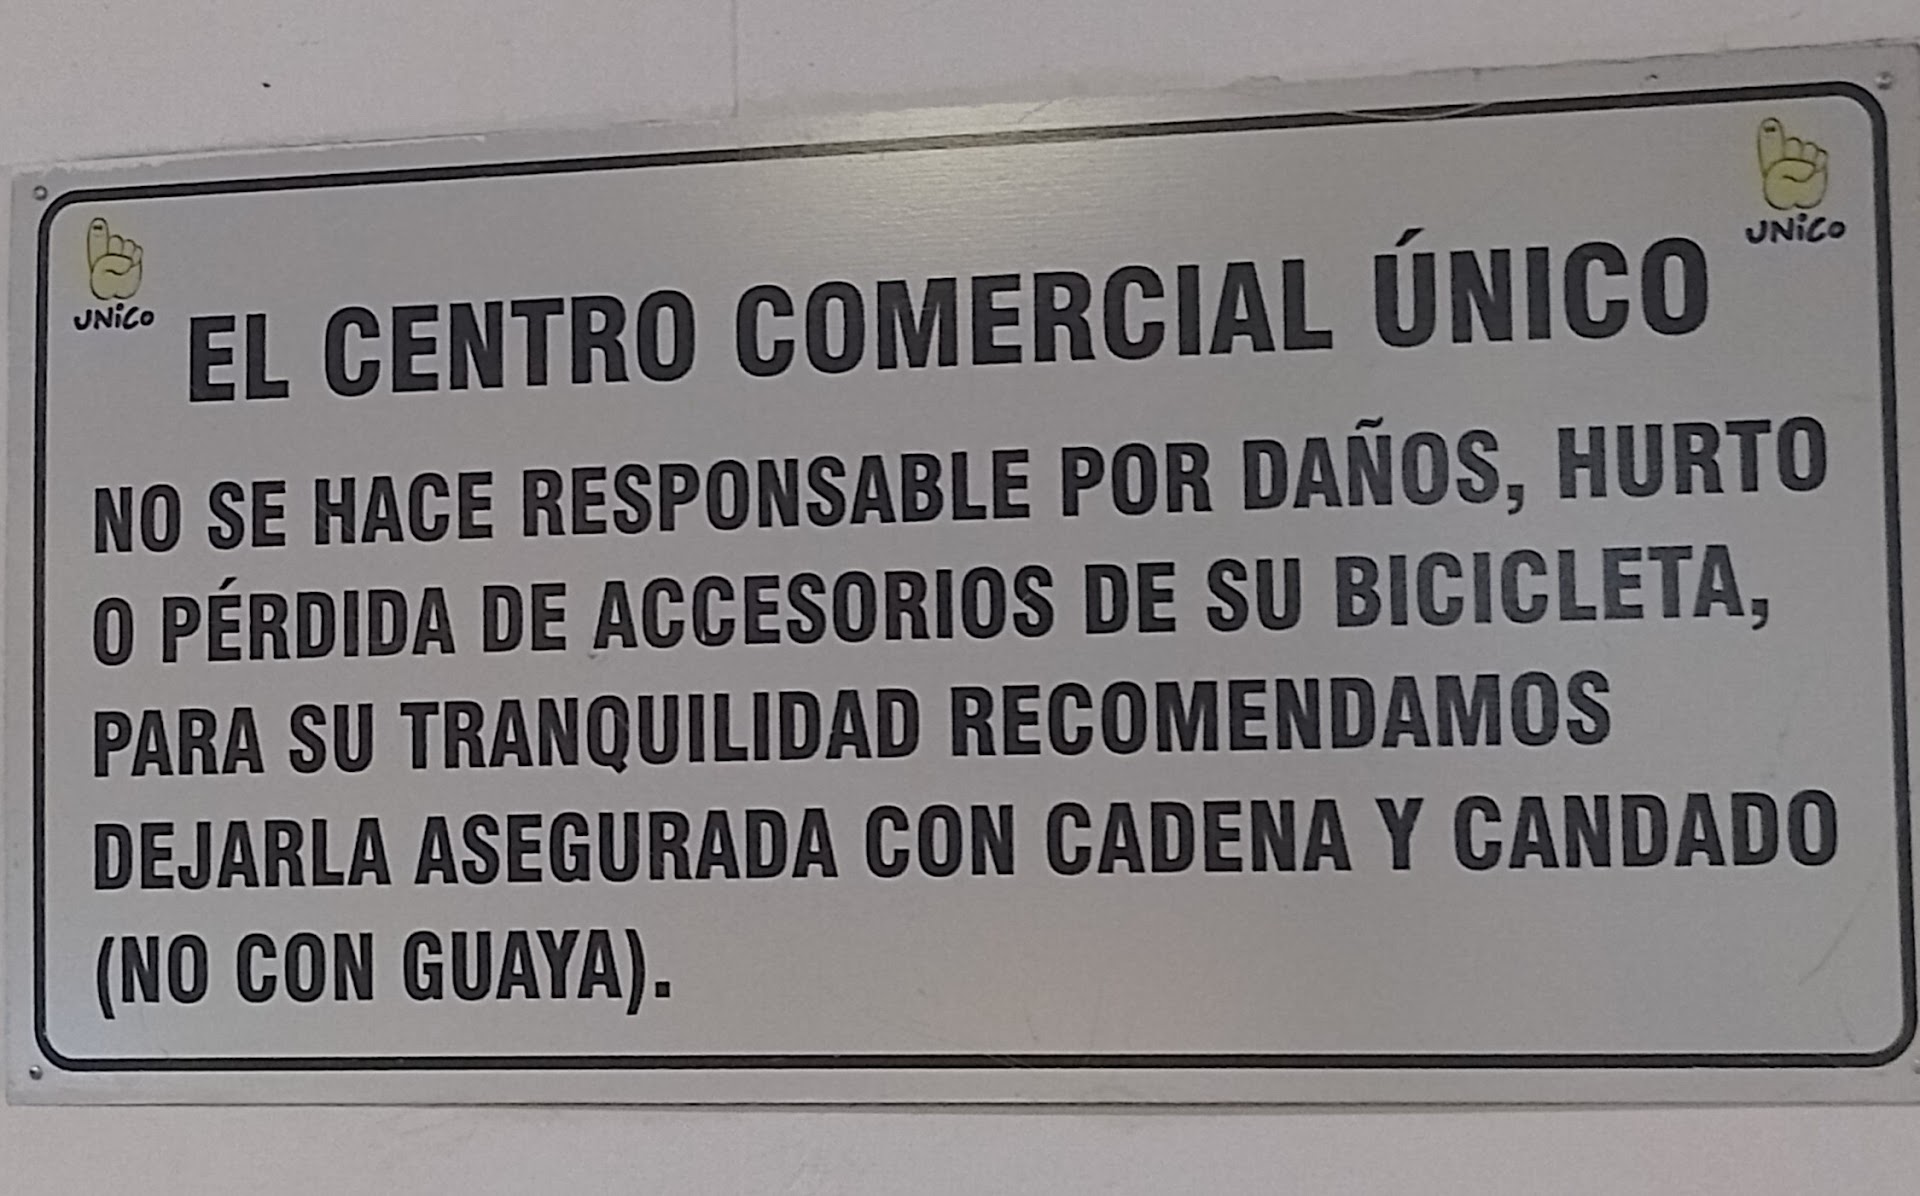 UNiCo
UNiCo
EL CENTRO COMERCIAL ÚNICO
NO SE HACE RESPONSABLE POR DAÑOS, HURTO
O PÉRDIDA DE ACCESORIOS DE SU BICICLETA,
PARA SU TRANQUILIDAD RECOMENDAMOS
DEJARLA ASEGURADA CON CADENA Y CANDADO
(NO CON GUAYA).